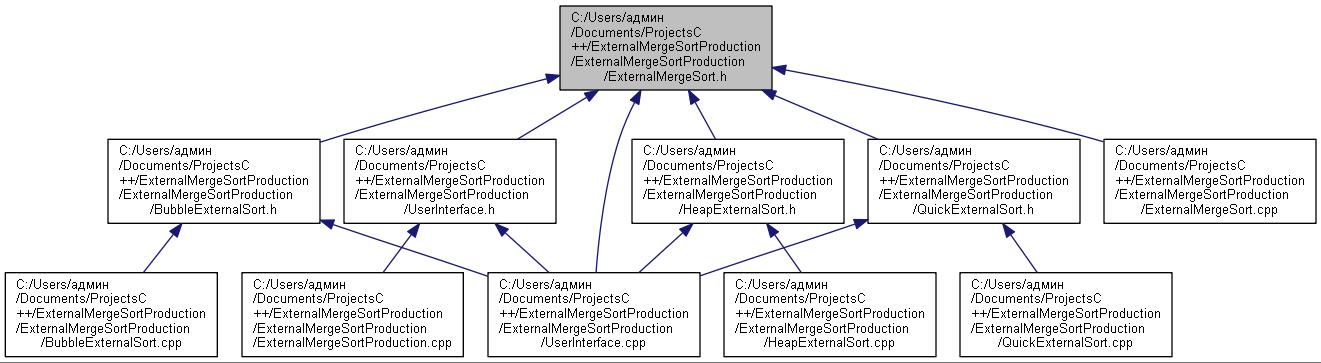 C:/Users/админ
/Documents/ProjectsC
++/ExternalMergeSortProduction
/ExternalMergeSortProduction
/ExternalMergeSort.h
C:/Users/админ
/Documents/ProjectsC
++/ExternalMergeSortProduction
/ExternalMergeSortProduction
/BubbleExternalSort.h
C:/Users/админ
/Documents/ProjectsC
++/ExternalMergeSortProduction
/ExternalMergeSortProduction
/UserInterface.h
C:/Users/админ
/Documents/ProjectsC
++/ExternalMergeSortProduction
/ExternalMergeSortProduction
/HeapExternalSort.h
C:/Users/админ
/Documents/ProjectsC
++/ExternalMergeSortProduction
/ExternalMergeSortProduction
/QuickExternalSort.h
C:/Users/админ
/Documents/ProjectsC
++/ExternalMergeSortProduction
/ExternalMergeSortProduction
/ExternalMergeSort.cpp
C:/Users/админ
/Documents/ProjectsC
++/ExternalMergeSortProduction
/ExternalMergeSortProduction
/BubbleExternalSort.cpp
C:/Users/админ
/Documents/ProjectsC
++/ExternalMergeSortProduction
/ExternalMergeSortProduction
/ExternalMergeSortProduction.cpp
C:/Users/админ
/Documents/ProjectsC
++/ExternalMergeSortProduction
/ExternalMergeSortProduction
/UserInterface.cpp
C:/Users/админ
/Documents/ProjectsC
++/ExternalMergeSortProduction
/ExternalMergeSortProduction
/HeapExternalSort.cpp
C:/Users/админ
/Documents/ProjectsC
++/ExternalMergeSortProduction
/ExternalMergeSortProduction
/QuickExternalSort.cpp